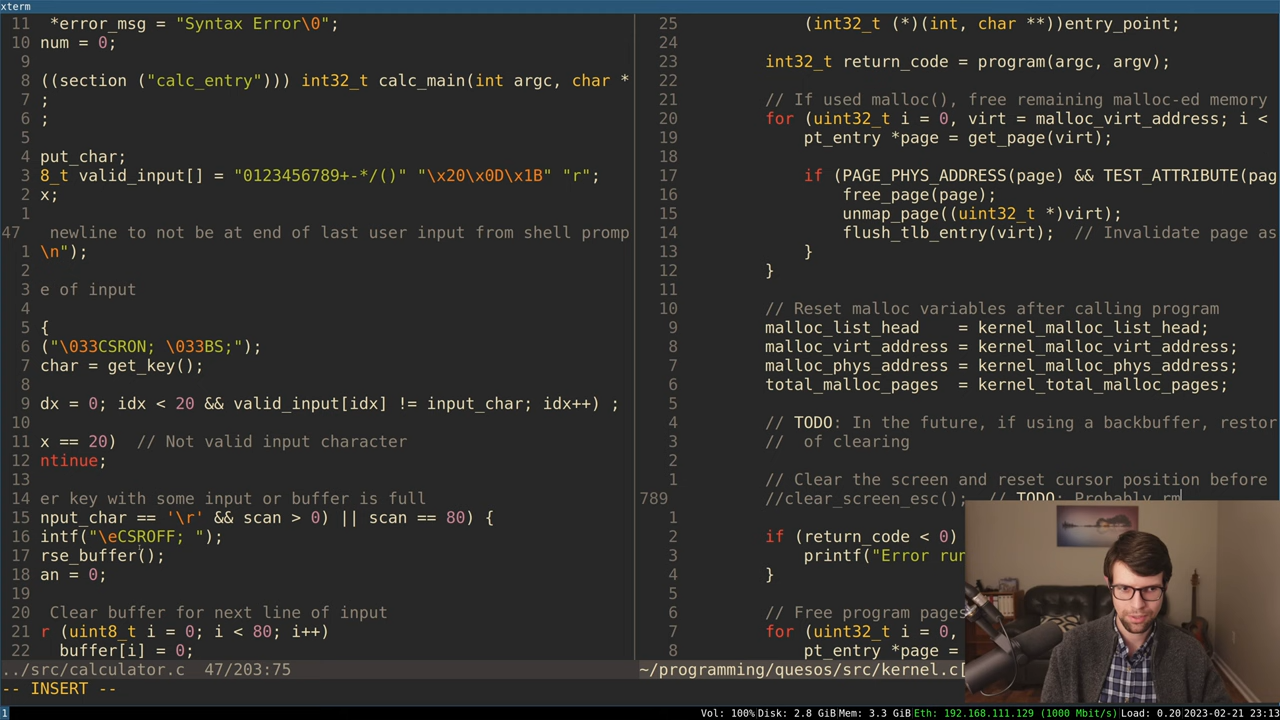 xterm
11 *error_msg = "Syntax Error\0";
10 num = 0;
9
8 ((section ("calc_entry"))) int32_t calc_main(int argc, char *
7 ;
6 ;
5
4 put_char;
3 8_t valid_input[] = "0123456789+-*/()" "\x20\x0D\x1B" "r";
2 x;
1
47 newline to not be at end of last user input from shell promp
1 \n");
2
3 e of input
4
5 {
6 ("\033CSRON; \033BS;");
7 char = get_key();
8
9 dx = 0; idx < 20 && valid_input[idx] != input_char; idx++) ;
10
11 x == 20)  // Not valid input character
12 ntinue;
13
14 er key with some input or buffer is full
15 nput_char == '\r' && scan > 0) || scan == 80) {
16 intf("\eCSROFF; ");
17 rse_buffer();
18 an = 0;
19
20 Clear buffer for next line of input
21 r (uint8_t i = 0; i < 80; i++)
22 buffer[i] = 0;
../src/calculator.c 47/203:75
-- INSERT --
25 (int32_t (*)(int, char **))entry_point;
24
23 int32_t return_code = program(argc, argv);
22
21 // If used malloc(), free remaining malloc-ed memory
20 for (uint32_t i = 0, virt = malloc_virt_address; i <
19 pt_entry *page = get_page(virt);
18
17 if (PAGE_PHYS_ADDRESS(page) && TEST_ATTRIBUTE(pag
16 free_page(page);
15 unmap_page((uint32_t *)virt);
14 flush_tlb_entry(virt);  // Invalidate page as
13 }
12 }
11
10 // Reset malloc variables after calling program
9 malloc_list_head    = kernel_malloc_list_head;
8 malloc_virt_address = kernel_malloc_virt_address;
7 malloc_phys_address = kernel_malloc_phys_address;
6 total_malloc_pages  = kernel_total_malloc_pages;
5
4 // TODO: In the future, if using a backbuffer, restor
3 //  of clearing
2
1 // Clear the screen and reset cursor position before
789 //clear_screen_esc();  // TODO: Probably rm
1
2 if (return_code < 0)
3 printf("Error run
4 }
5
6 // Free program pages
7 for (uint32_t i = 0,
8 pt_entry *page =
~/programming/quesos/src/kernel.c[
1 Vol: 100% Disk: 2.8 GiB Mem: 3.3 GiB Eth: 192.168.111.129 (1000 Mbit/s) Load: 0.20 2023-02-21 23:13